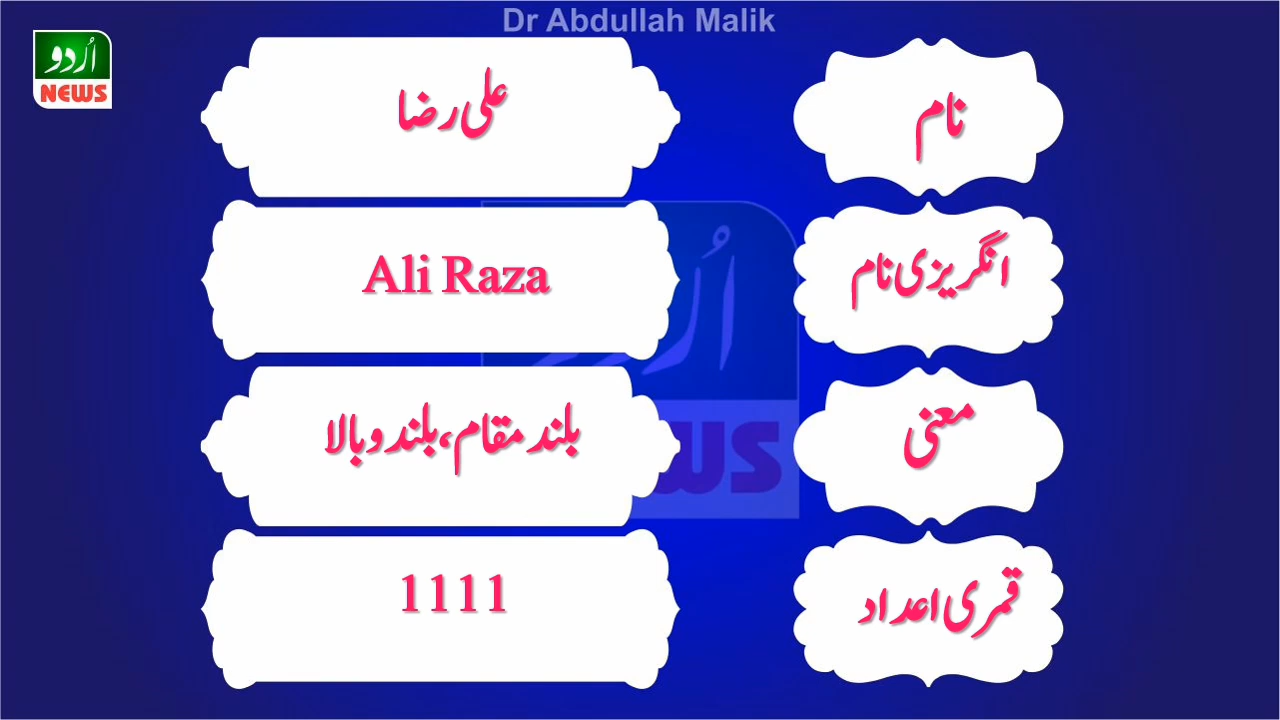 Dr Abdullah Malik
اُردو
NEWS
نام
علی رضا
انگریزی نام
Ali Raza
معنی
بلند مقام، بلند و بالا
قمری اعداد
1111